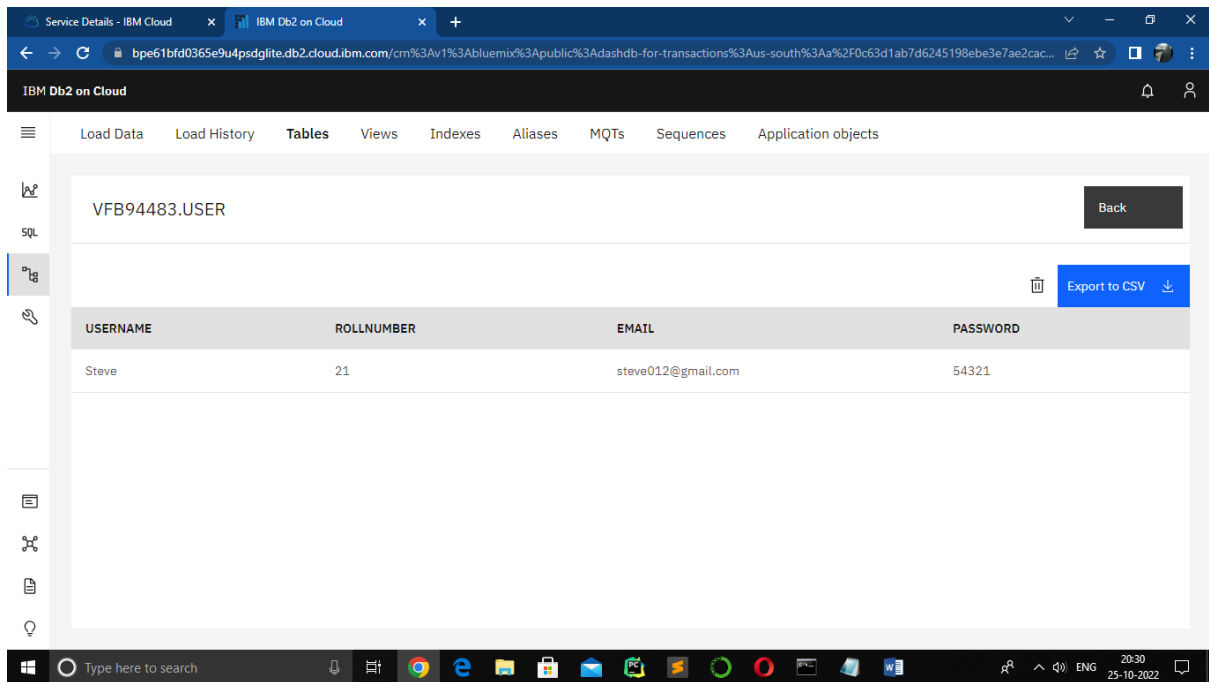 Service Details - IBM Cloud
IBM Db2 on Cloud
bpe61bfd0365e9u4psdglite.db2.cloud.ibm.com/crn%3Av1%3Abluemix%3Apublic%3Adashdb-for-transactions%3Aus-south%3Aa%2F0c63d1ab7d6245198ebe3e7ae2cac...
IBM Db2 on Cloud
Load Data Load History Tables Views Indexes Aliases MQTs Sequences Application objects
VFB94483.USER
Back
SQL
Export to CSV
USERNAME ROLLNUMBER EMAIL PASSWORD
Steve 21 steve012@gmail.com 54321
Type here to search
ENG
20:30
25-10-2022